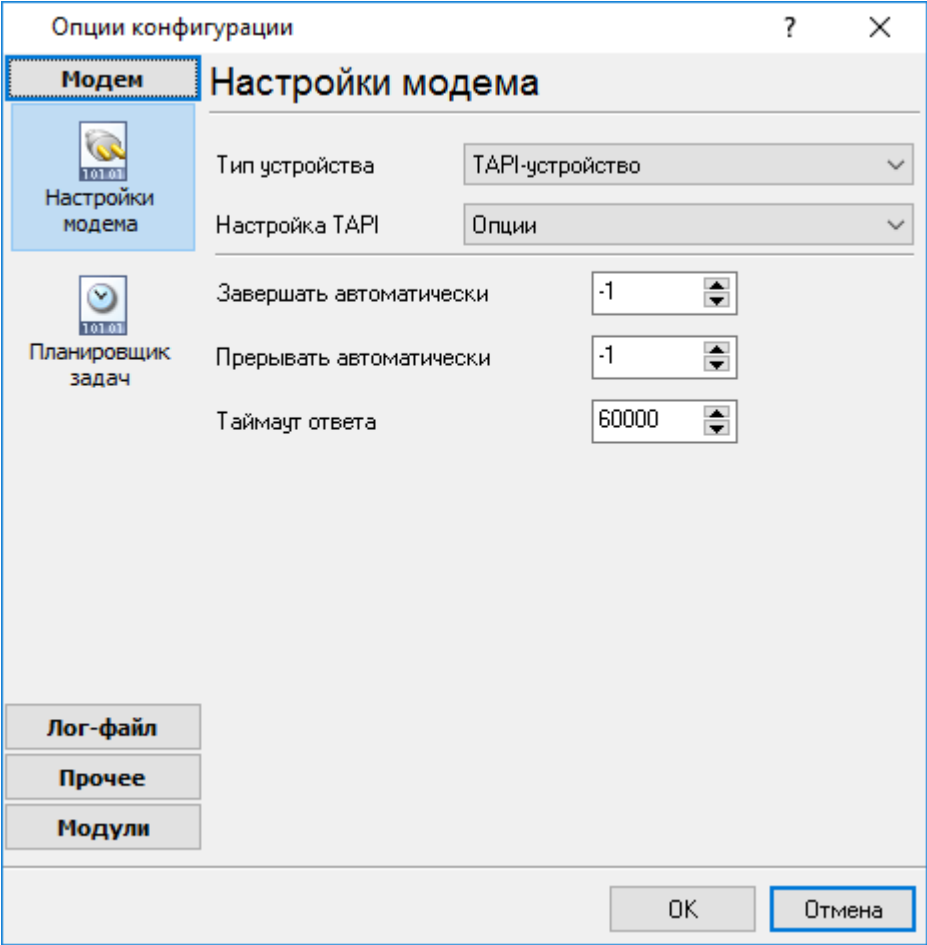 Опции конфигурации
?
Модем
Настройки модема
101.01
Настройки
модема
Тип устройства
TAPI-устройство
Настройка TAPI
Опции
Завершать автоматически
-1
Прерывать автоматически
-1
Таймаут ответа
60000
101.01
Планировщик
задач
Лог-файл
Прочее
Модули
OK
Отмена